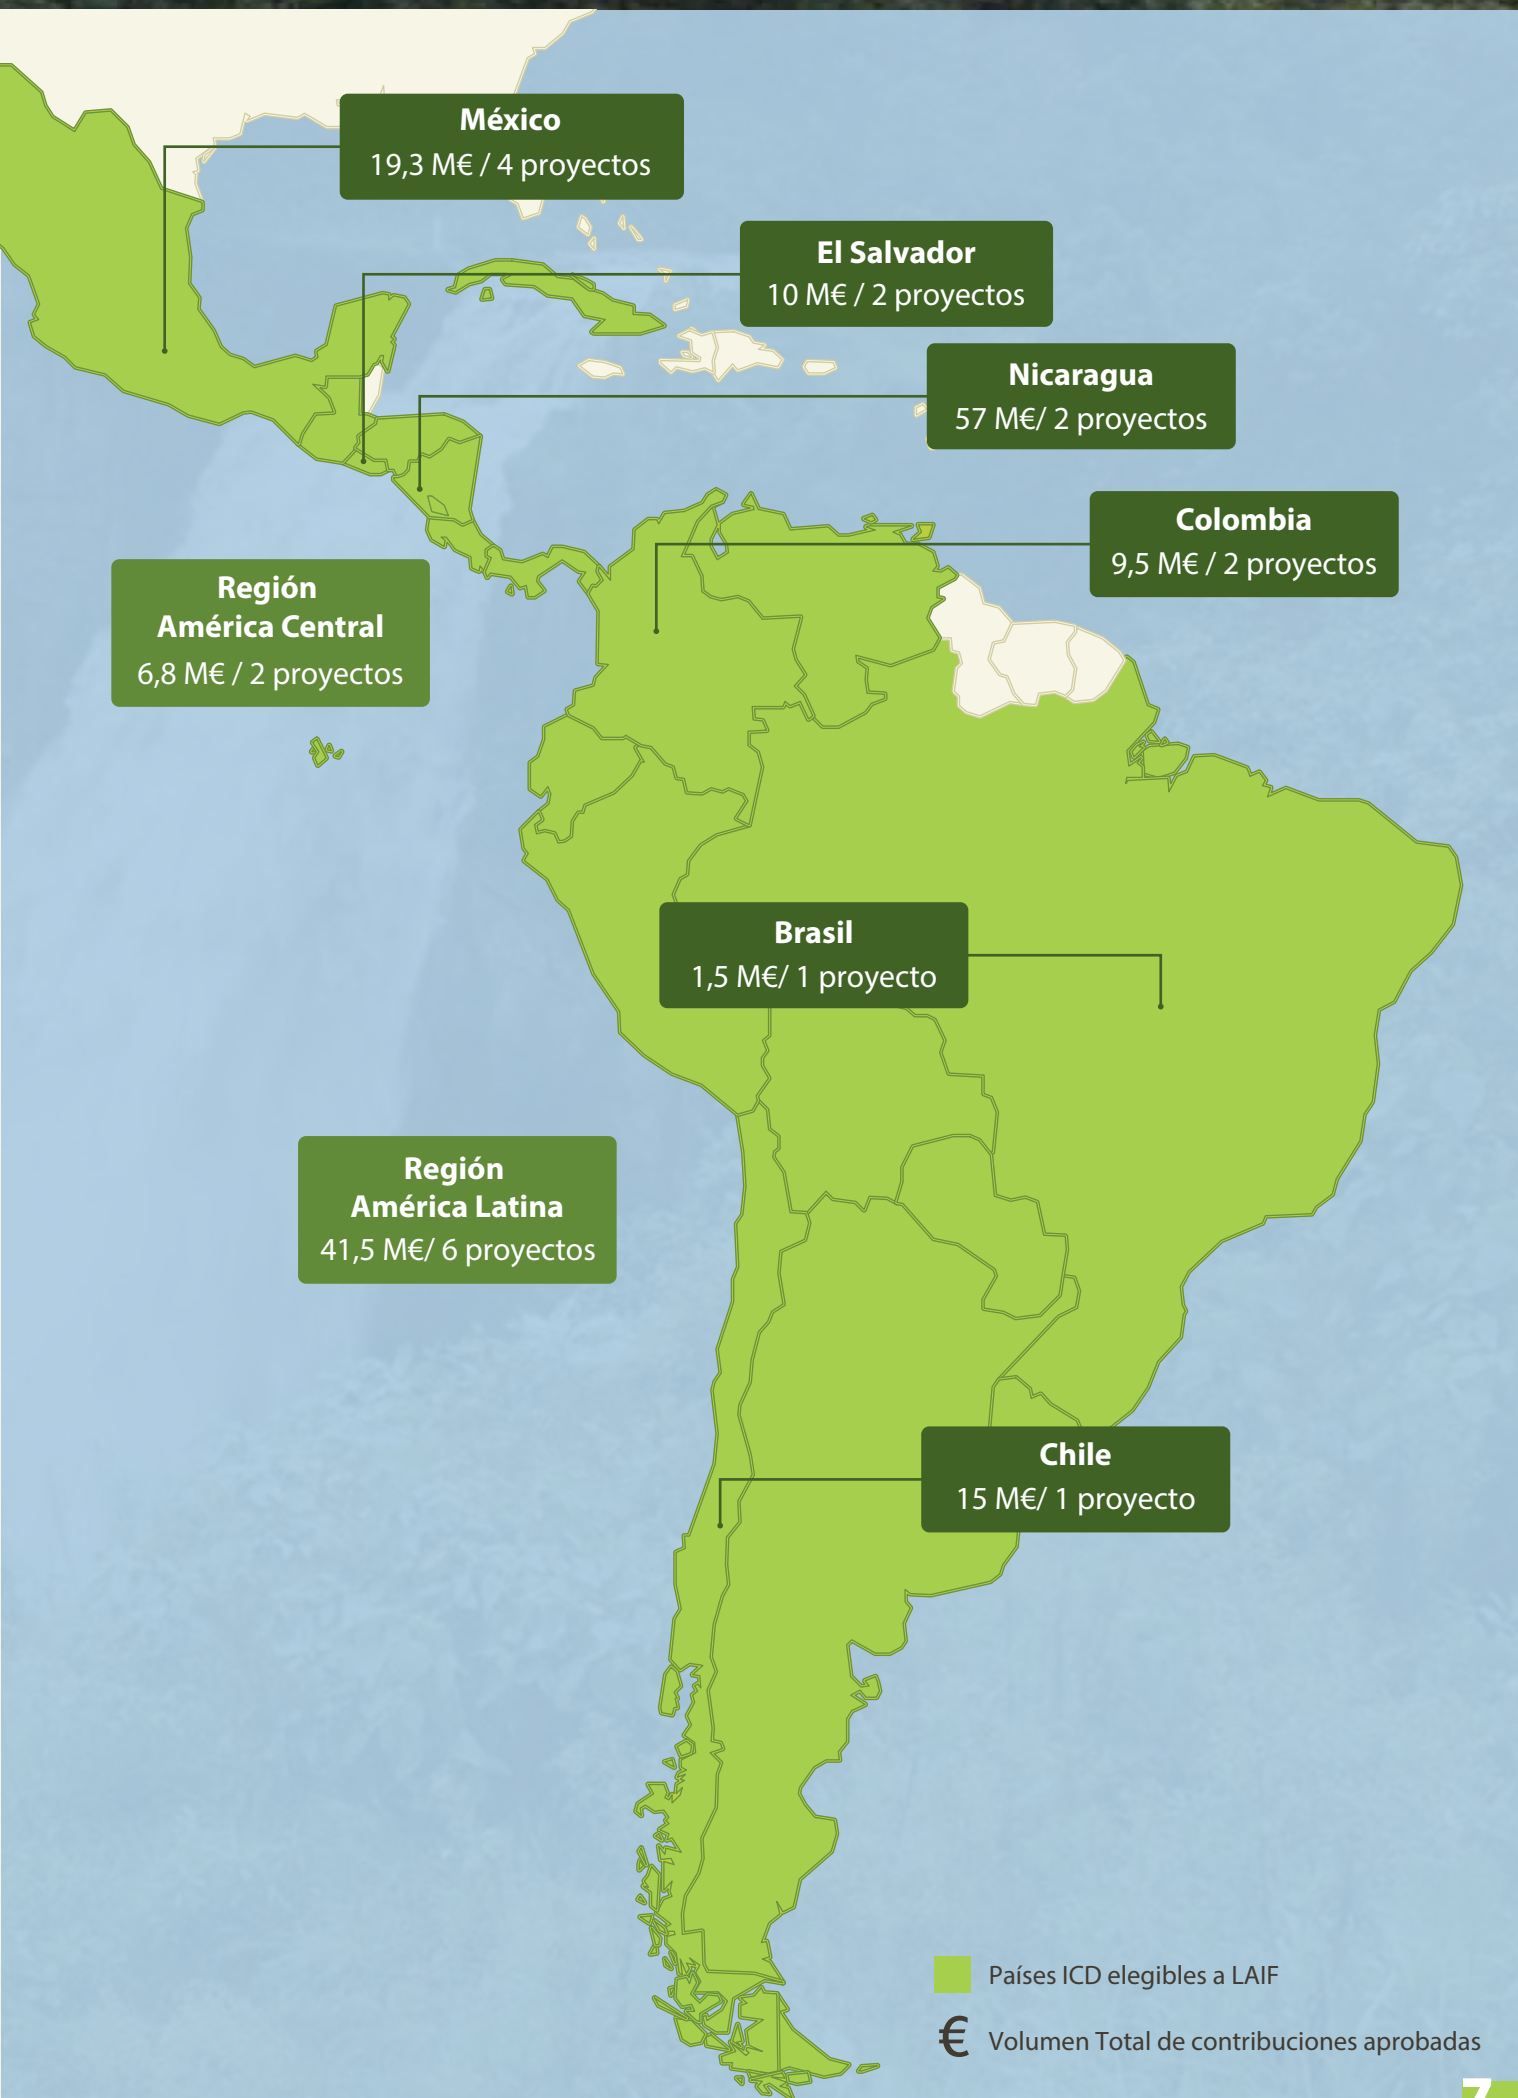 México
19,3 M€ / 4 proyectos
El Salvador
10 M€ / 2 proyectos
Nicaragua
57 M€/ 2 proyectos
Colombia
9,5 M€ / 2 proyectos
Región
América Central
6,8 M€ / 2 proyectos
Brasil
1,5 M€/ 1 proyecto
Región
América Latina
41,5 M€/ 6 proyectos
Chile
15 M€/ 1 proyecto
Países ICD elegibles a LAIF
€ Volumen Total de contribuciones aprobadas
7